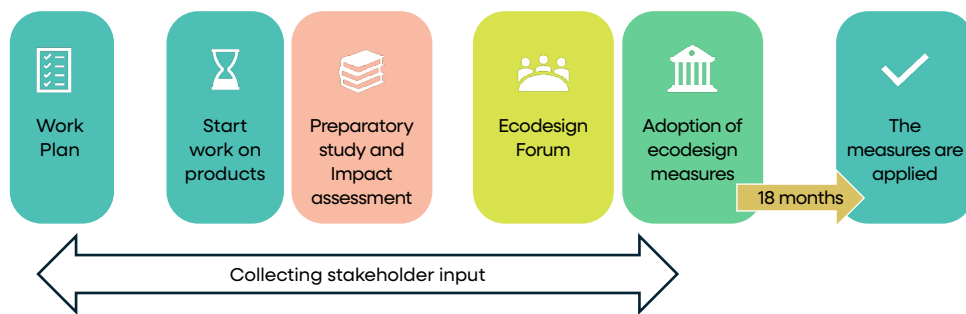 Work
Plan
Start
work on
products
Preparatory
study and
Impact
assessment
Ecodesign
Forum
Adoption of
ecodesign
measures
18 months
The
measures are
applied
Collecting stakeholder input